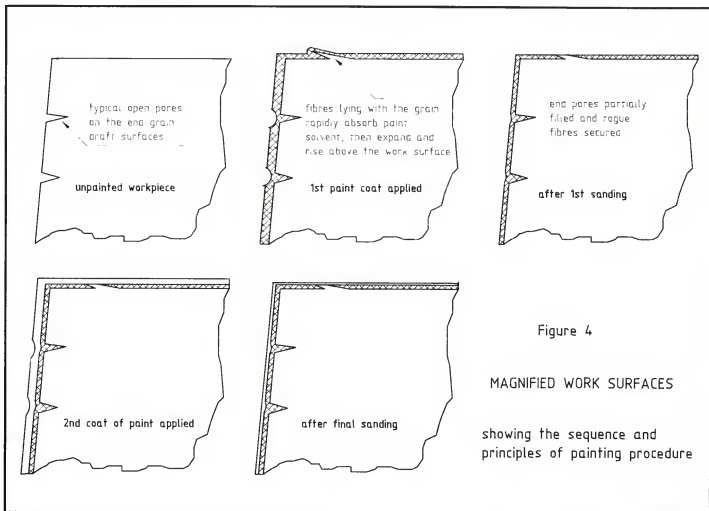 typical open pores
on the end grain
draft surfaces
unpainted workpiece
fibres lying with the grain
rapidly absorb paint
solvent, then expand and
rise above the work surface
1st paint coat applied
end pores partially
filled and rogue
fibres secured
after 1st sanding
2nd coat of paint applied
after final sanding
Figure 4
MAGNIFIED WORK SURFACES
showing the sequence and
principles of painting procedure